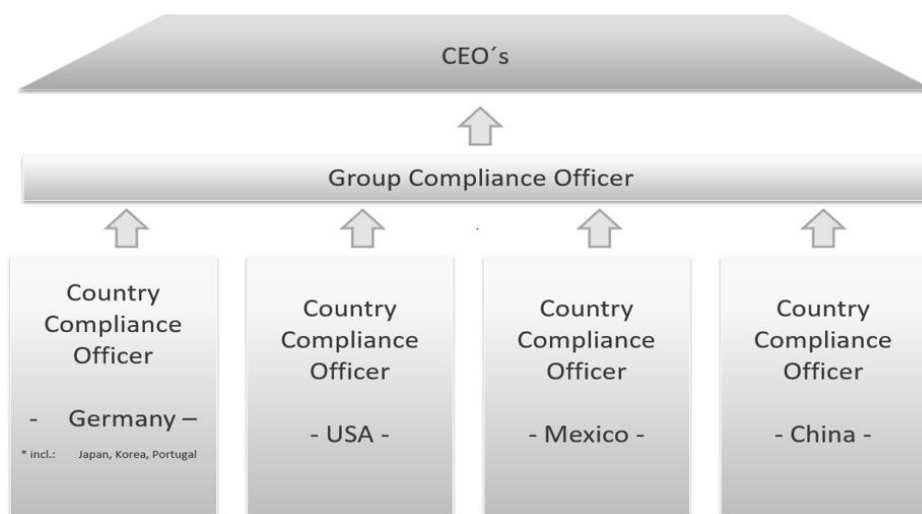 CEO´s
Group Compliance Officer
Country
Compliance
Officer
- Germany –
* incl.: Japan, Korea, Portugal
Country
Compliance
Officer
- USA -
Country
Compliance
Officer
- Mexico -
Country
Compliance
Officer
- China -